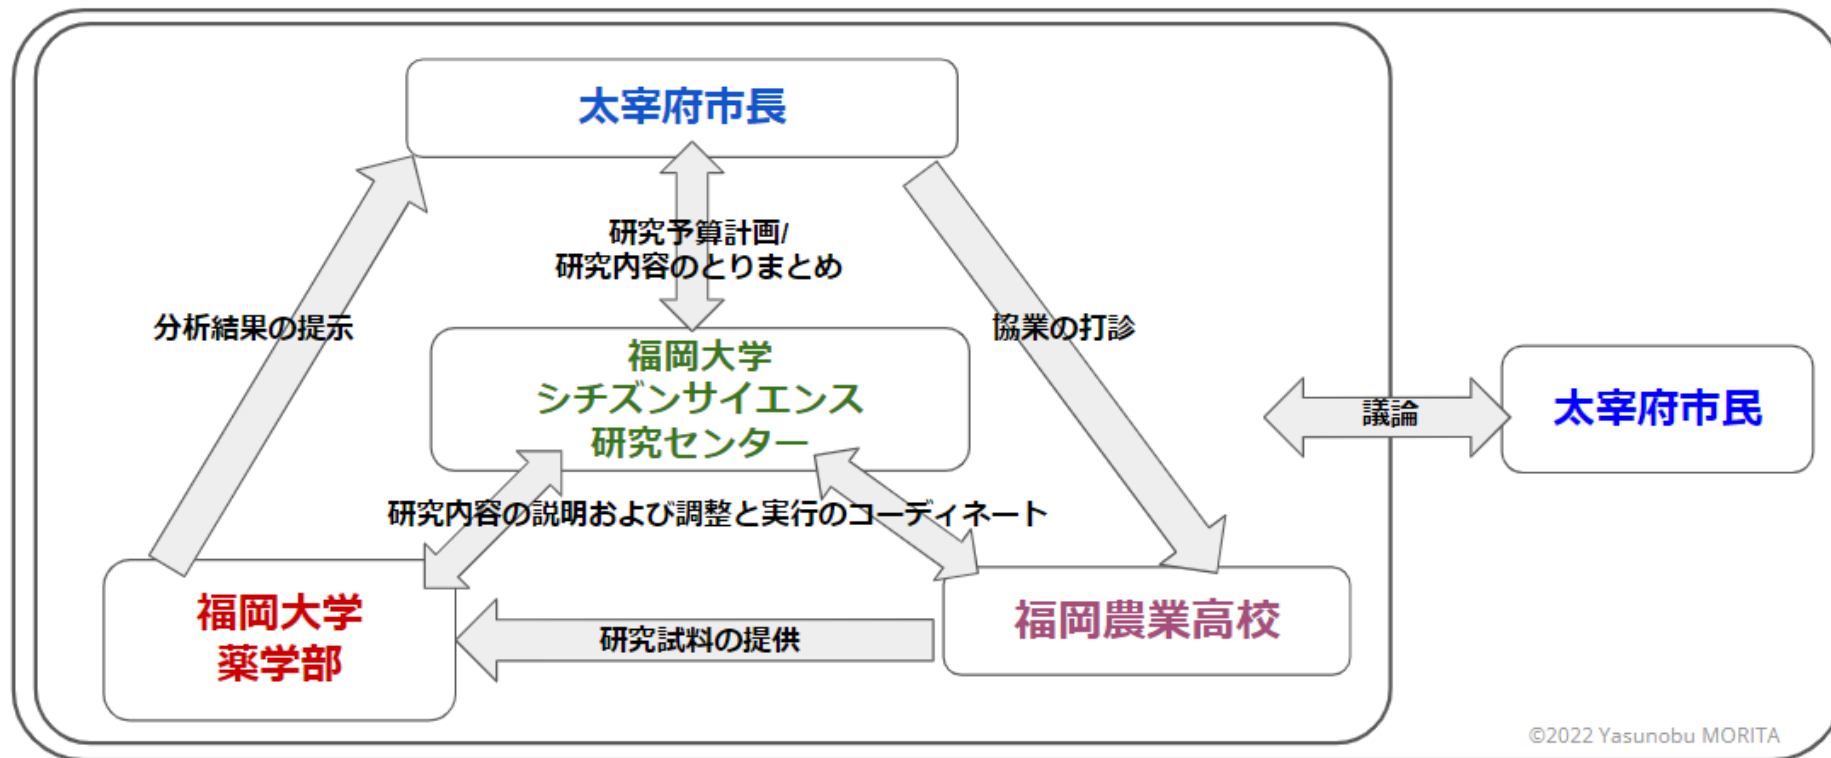 太宰府市長
研究予算計画/
研究内容のとりまとめ
分析結果の提示
協業の打診
福岡大学
シチズンサイエンス
研究センター
議論
太宰府市民
研究内容の説明および調整と実行のコーディネート
福岡大学
薬学部
研究試料の提供
福岡農業高校
©2022 Yasunobu MORITA